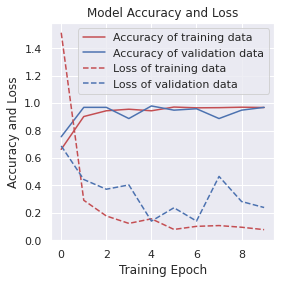 Model Accuracy and Loss
Accuracy of training data
Accuracy of validation data
Loss of training data
Loss of validation data
Accuracy and Loss
1.4
1.2
1.0
0.8
0.6
0.4
0.2
0.0
0 2 4 6 8
Training Epoch